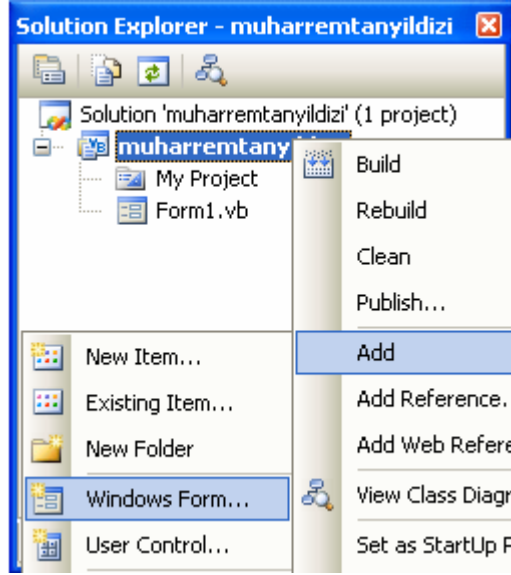 Solution Explorer - muharremtanyildizi
Solution 'muharremtanyildizi' (1 project)
muharremtany
My Project
Form1.vb
Build
Rebuild
Clean
Publish...
Add
Add Reference.
Add Web Refere
View Class Diagr
Set as StartUp P
New Item...
Existing Item...
New Folder
Windows Form...
User Control...